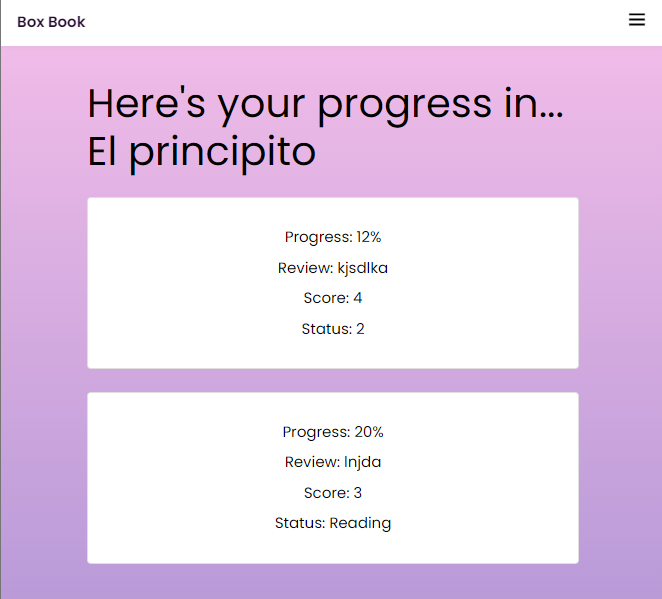 Box Book
Here's your progress in...
El principito
Progress: 12%
Review: kjsdlka
Score: 4
Status: 2
Progress: 20%
Review: lnjda
Score: 3
Status: Reading